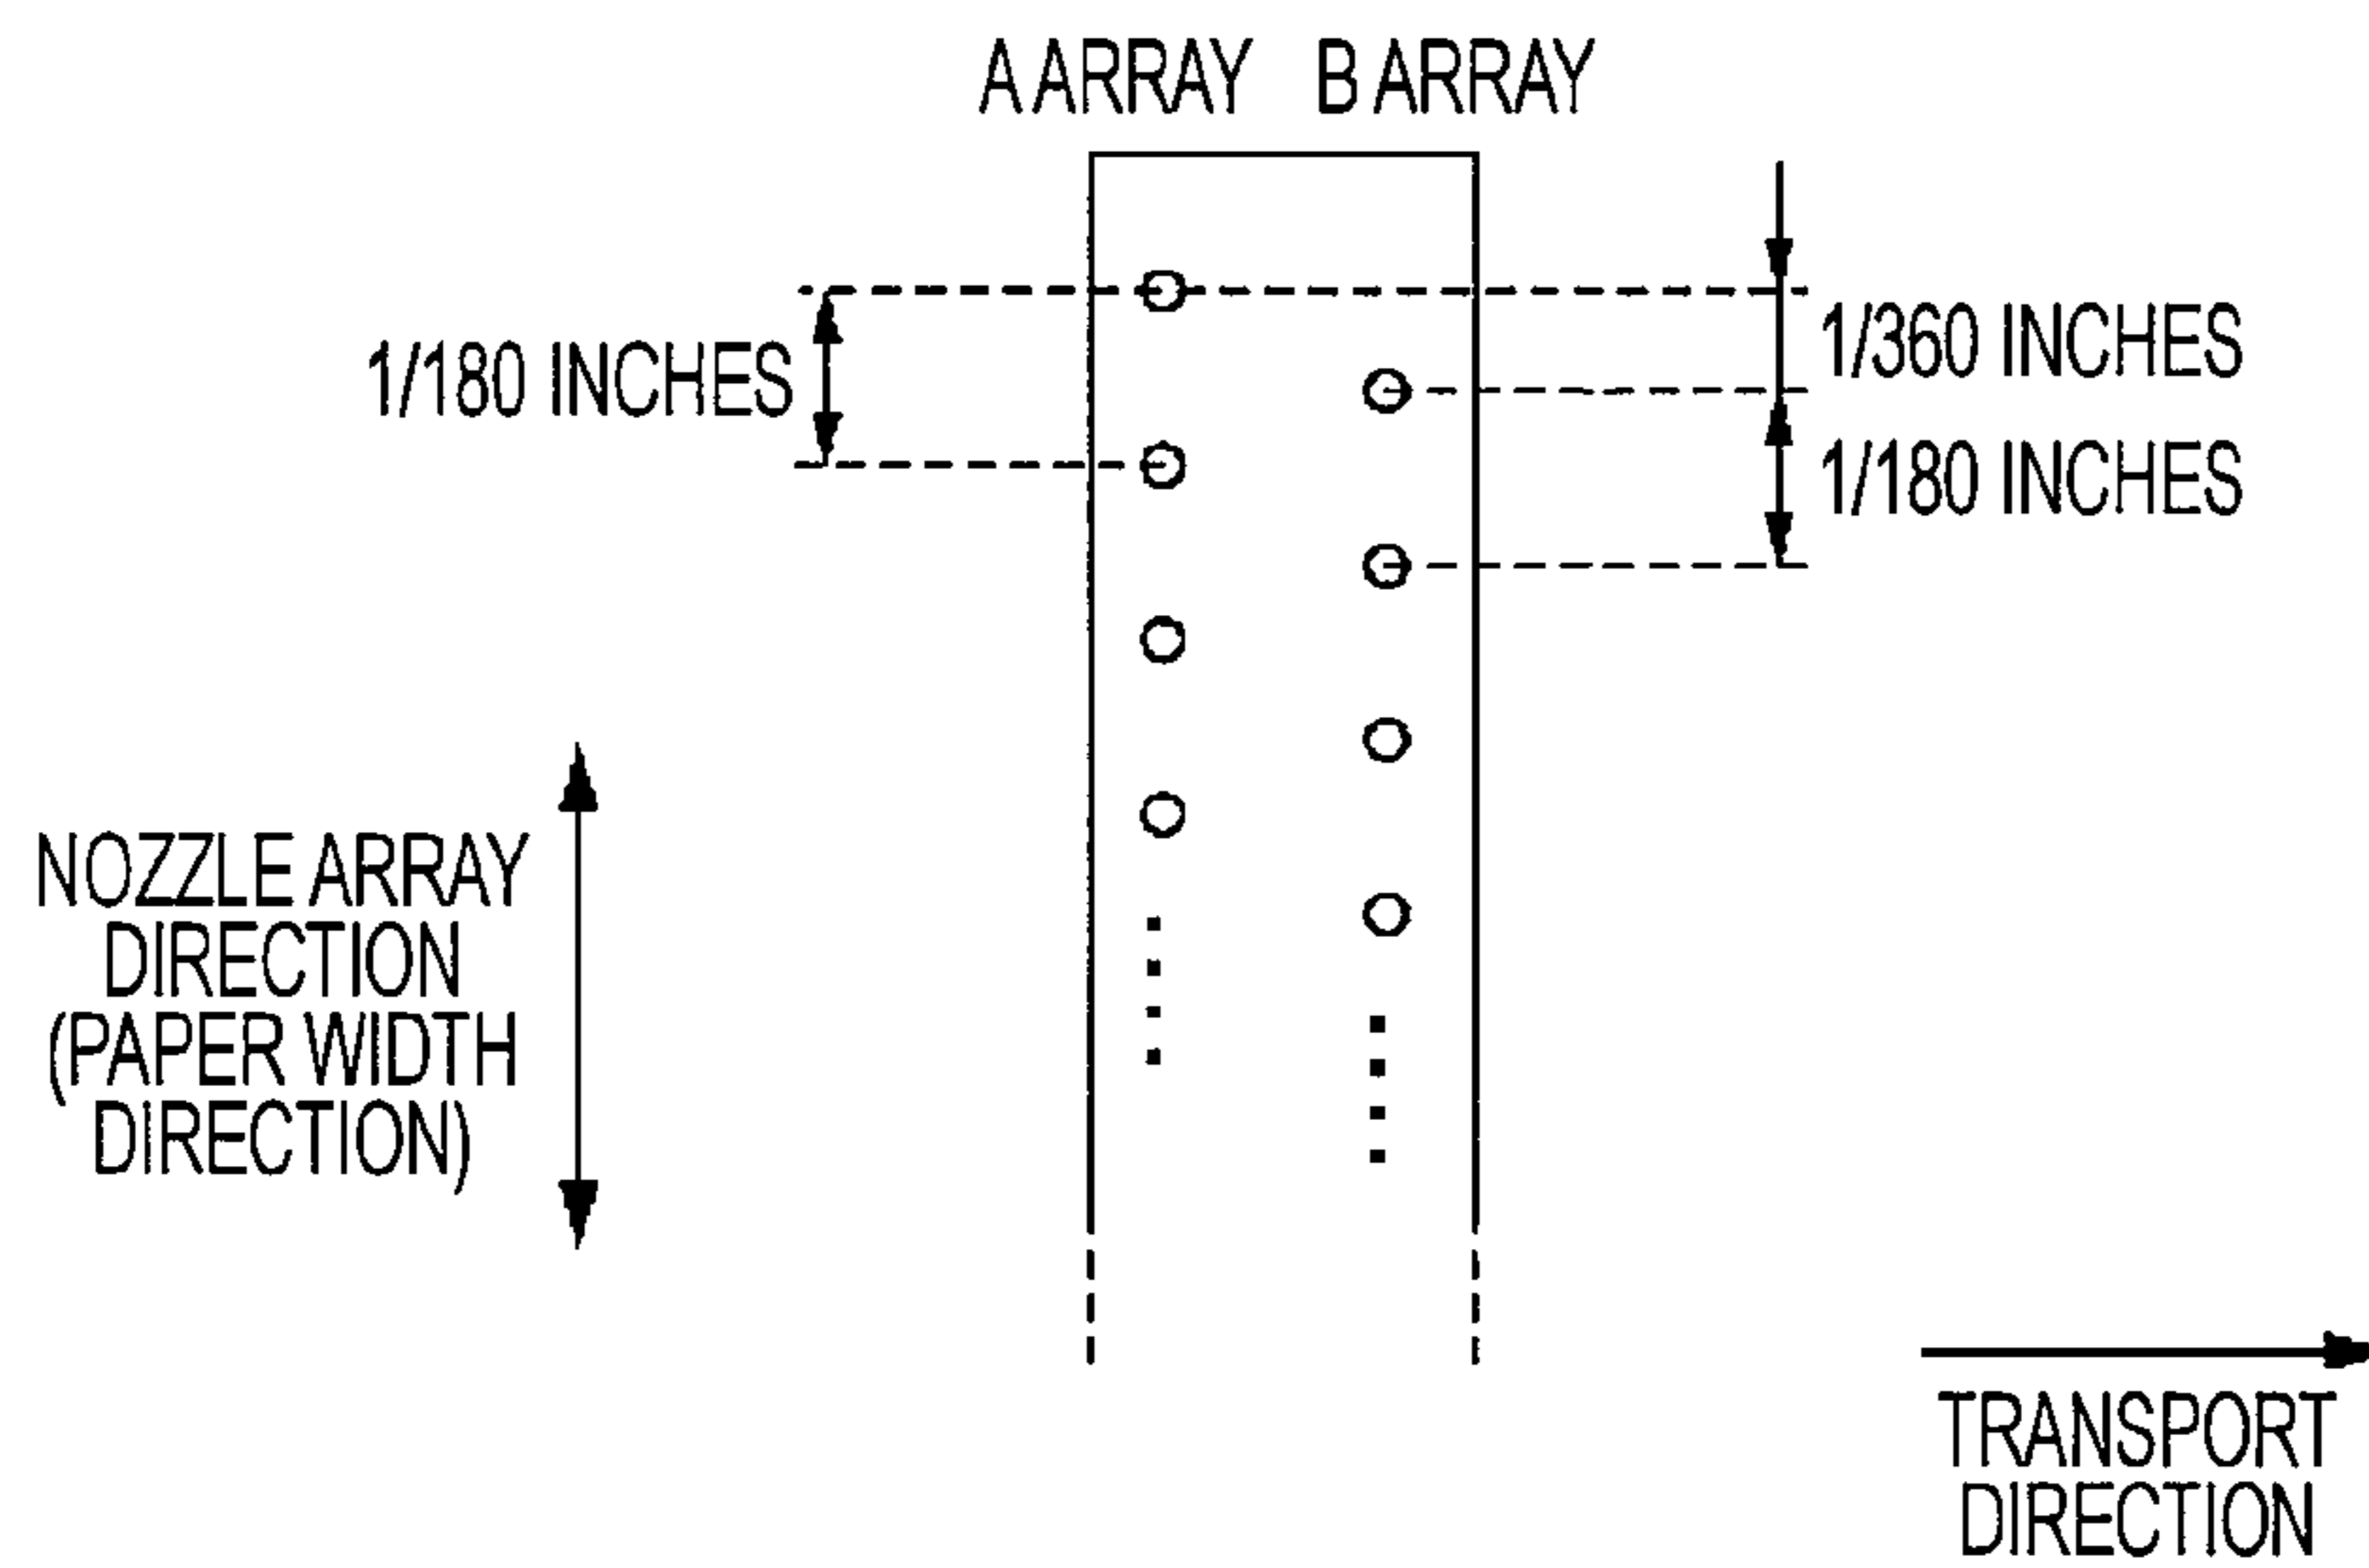 A ARRAY B ARRAY
1/360 INCHES
1/180 INCHES
1/180 INCHES
NOZZLE ARRAY
DIRECTION
(PAPER WIDTH
DIRECTION)
TRANSPORT
DIRECTION